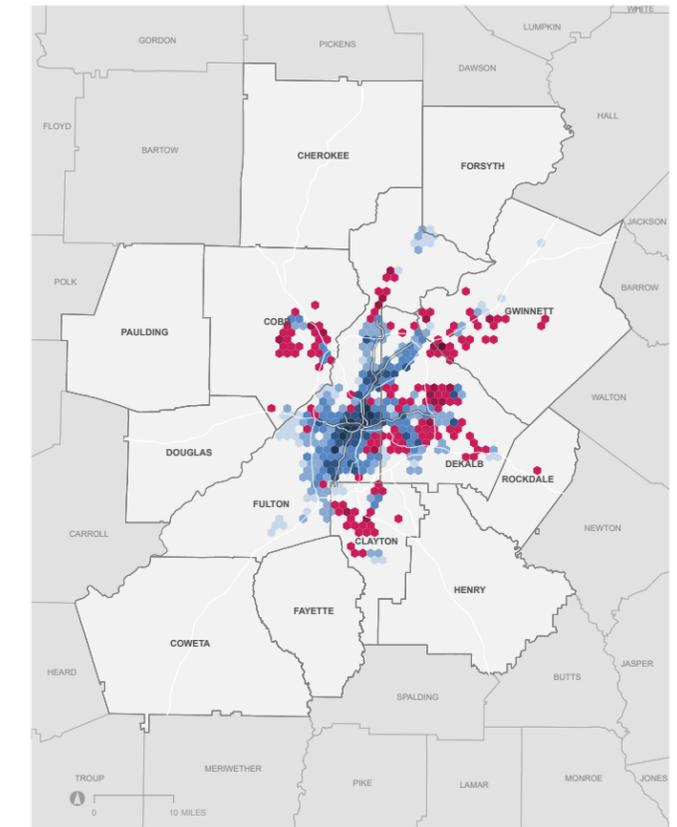 WHITE
LUMPKIN
GORDON
PICKENS
DAWSON
HALL
FLOYD
BARTOW
CHEROKEE
FORSYTH
JACKSON
POLK
BARROW
GWINNETT
COBB
PAULDING
WALTON
DOUGLAS
DEKALB
ROCKDALE
FULTON
NEWTON
CARROLL
CLAYTON
HENRY
FAYETTE
COWETA
JASPER
HEARD
BUTTS
SPALDING
MERIWETHER
TROUP
PIKE
LAMAR
MONROE
JONES
0 10 MILES